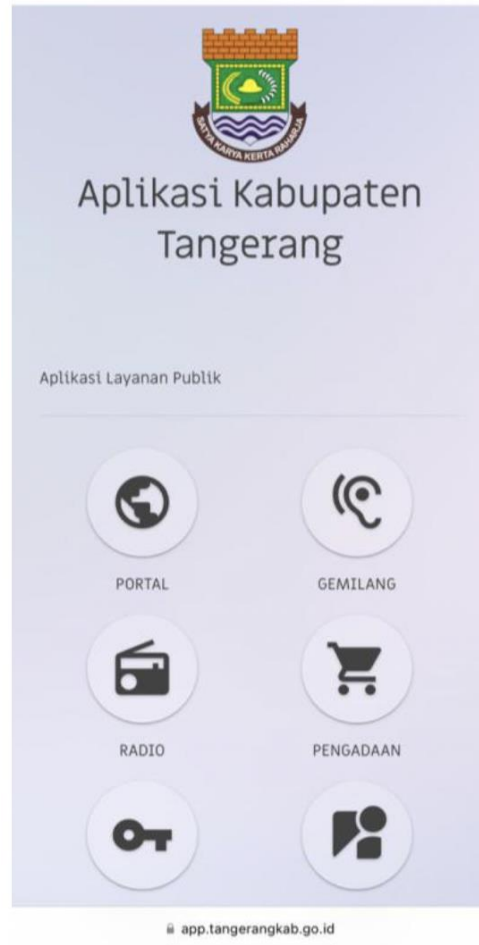 SATYA KARYA KERTA RAHARJA
Aplikasi Kabupaten
Tangerang
Aplikasi Layanan Publik
PORTAL
GEMILANG
RADIO
PENGADAAN
app.tangerangkab.go.id